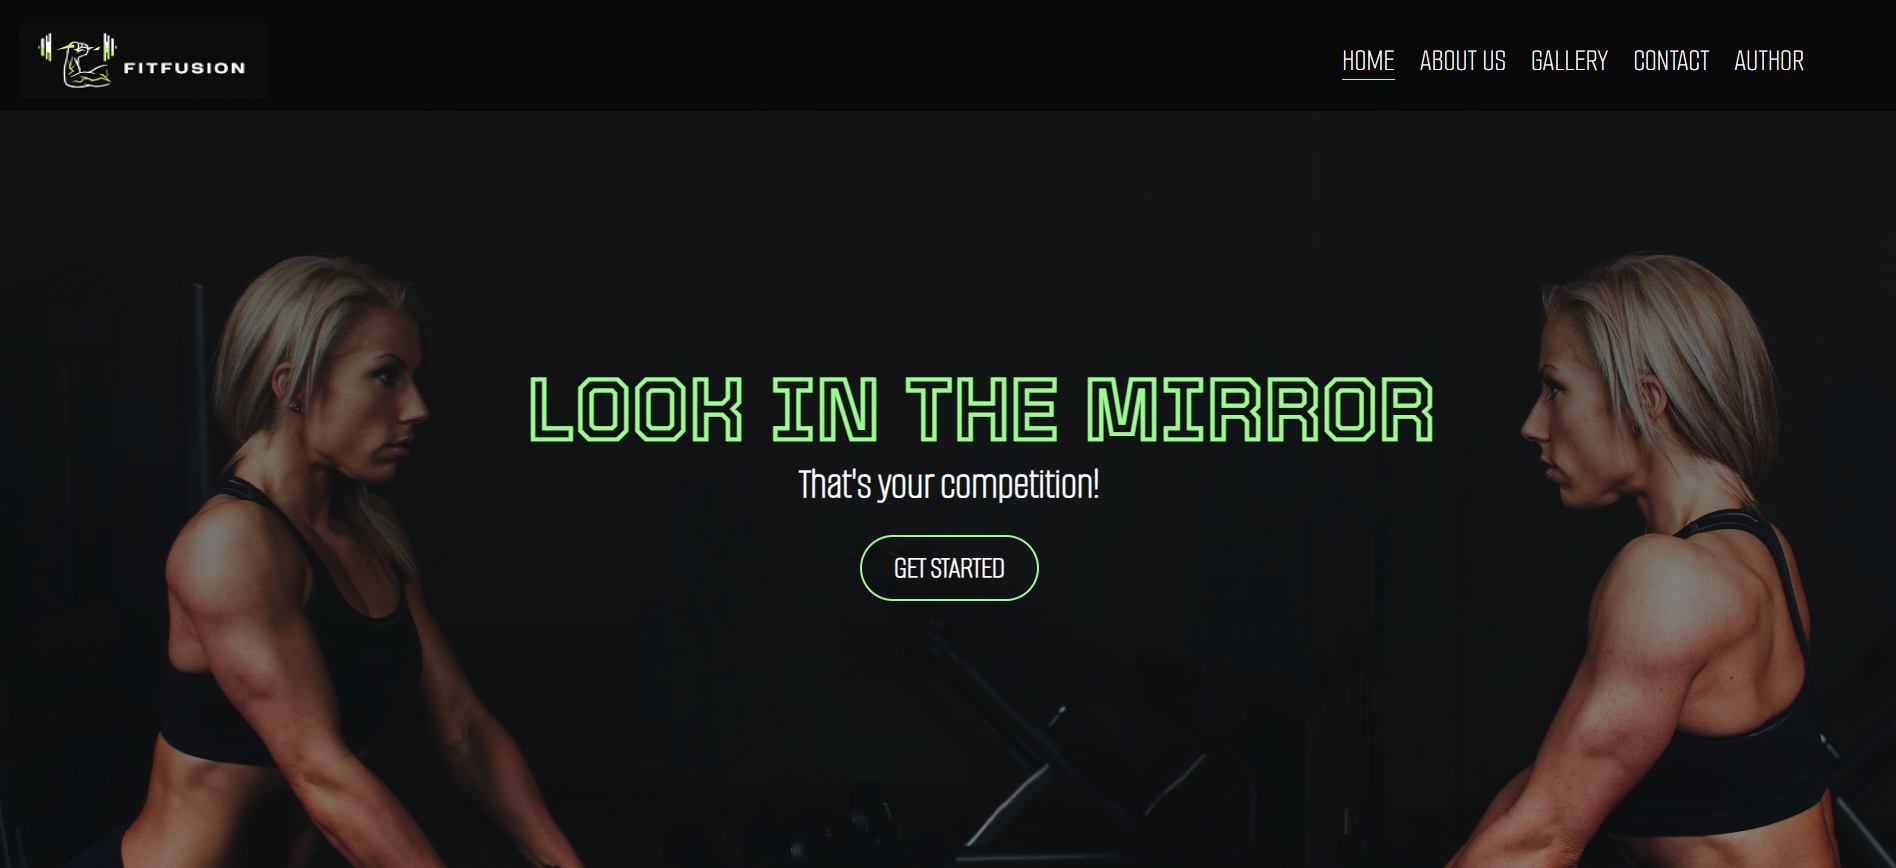 FITFUSION
HOME ABOUT US GALLERY CONTACT AUTHOR
LOOK IN THE MIRROR
That's your competition!
GET STARTED